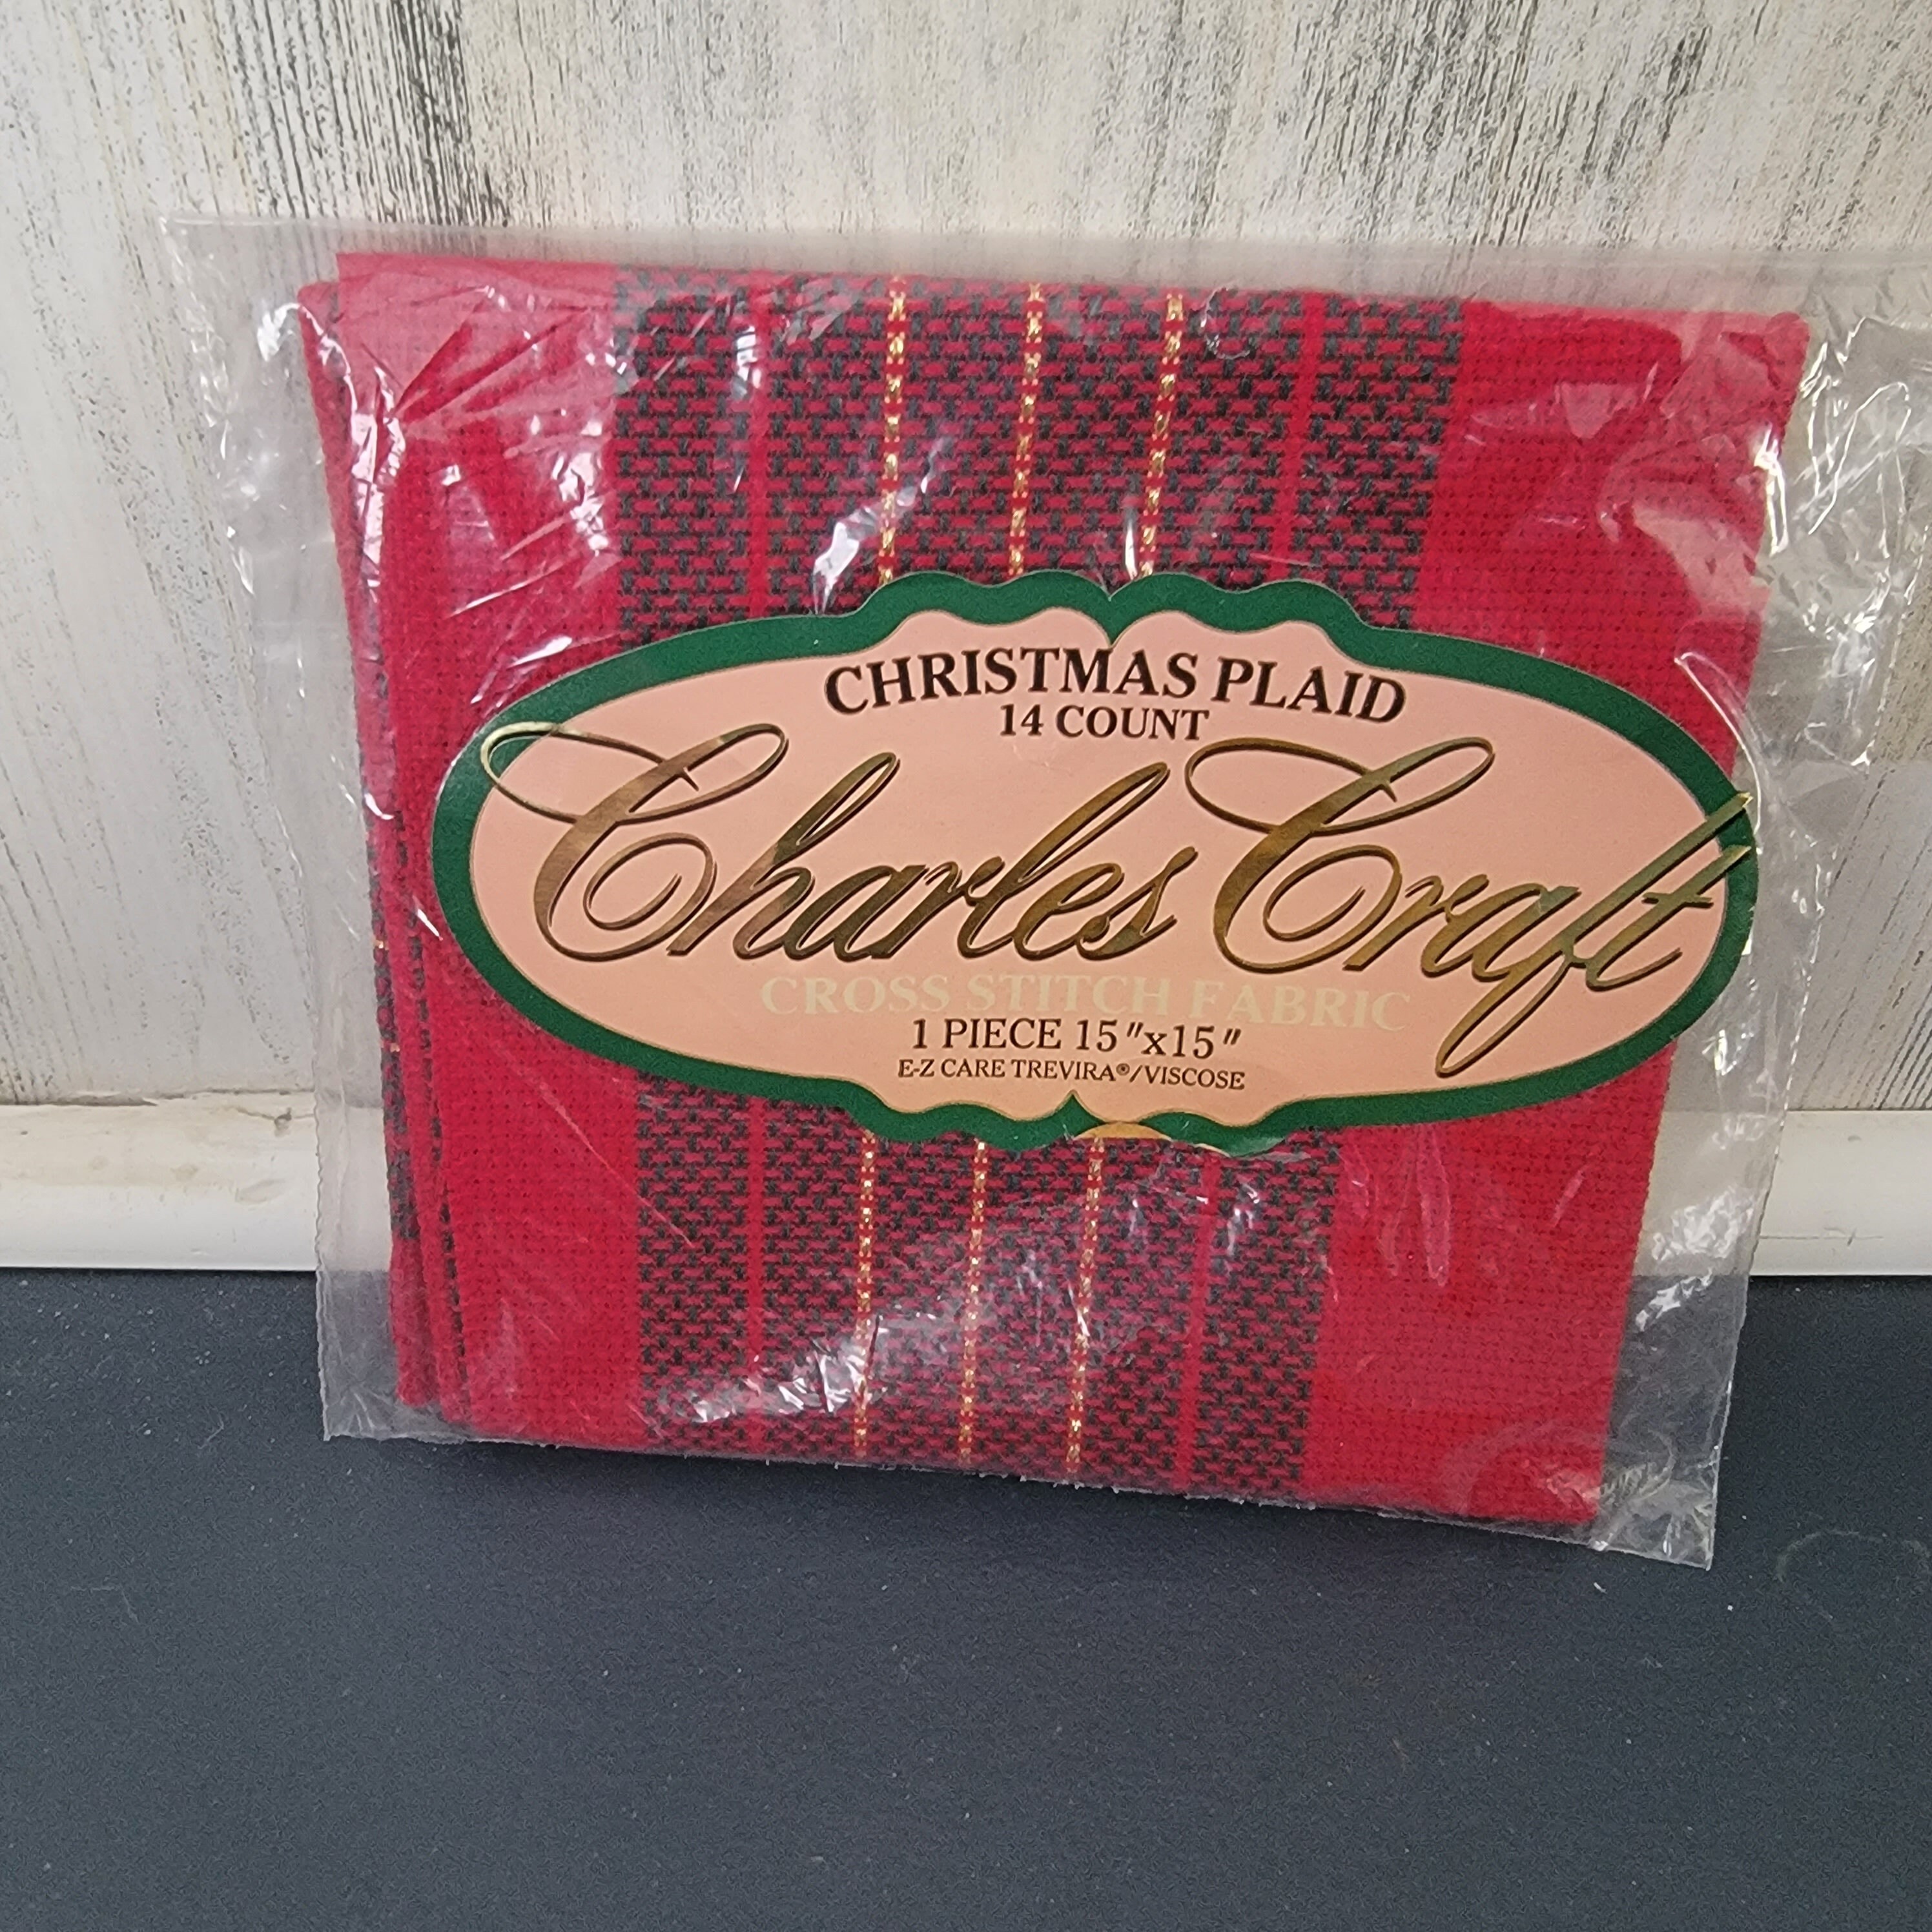 CHRISTMAS PLAID
14 COUNT
Charles Craft
CROSS STITCH FABRIC
1 PIECE 15"x15"
E-Z CARE TREVIRA®/VISCOSE